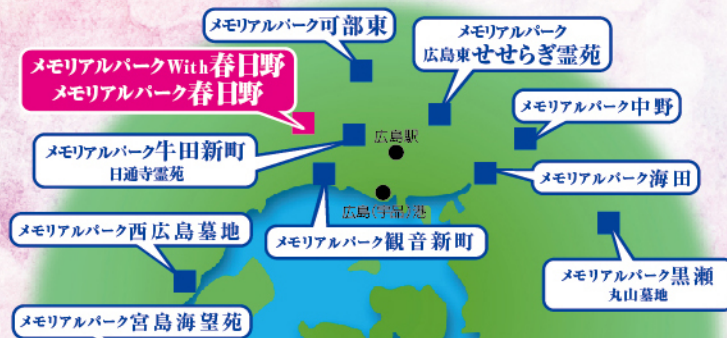 メモリアルパーク可部東
メモリアルパーク
広島東せせらぎ霊苑
メモリアルパークWith春日野
メモリアルパーク春日野
メモリアルパーク中野
広島駅
メモリアルパーク牛田新町
日通寺霊苑
メモリアルパーク海田
広島(宇品)港
メモリアルパーク西広島墓地
メモリアルパーク観音新町
メモリアルパーク黒瀬
丸山墓地
メモリアルパーク宮島海望苑